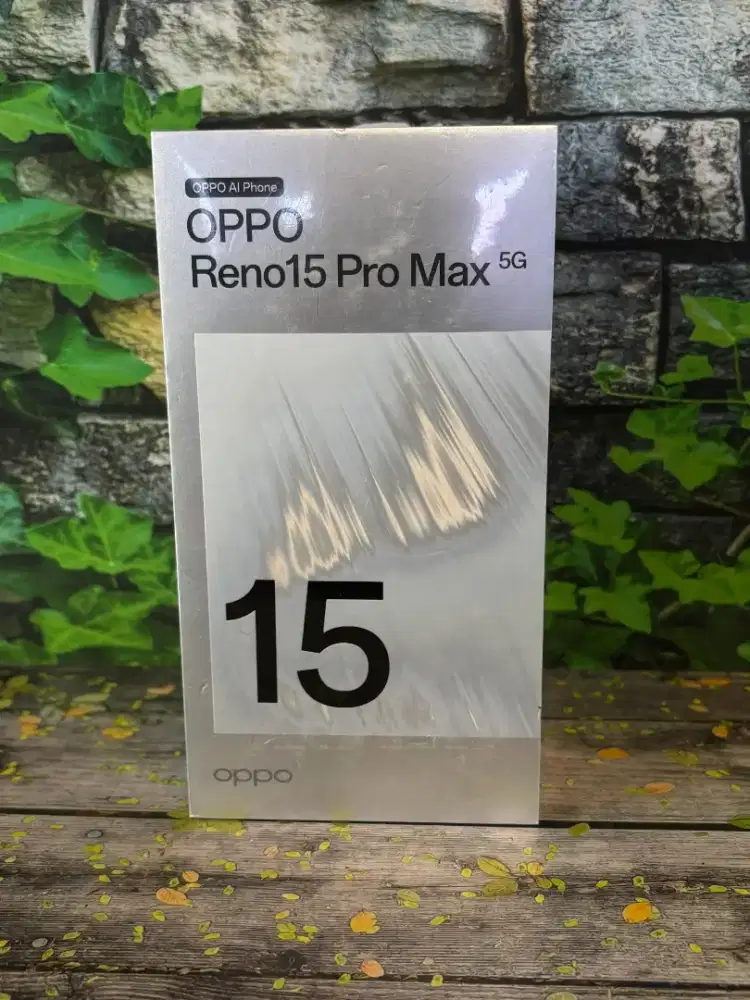 OPPO AI Phone
OPPO
Reno15 Pro Max 5G
15
oppo